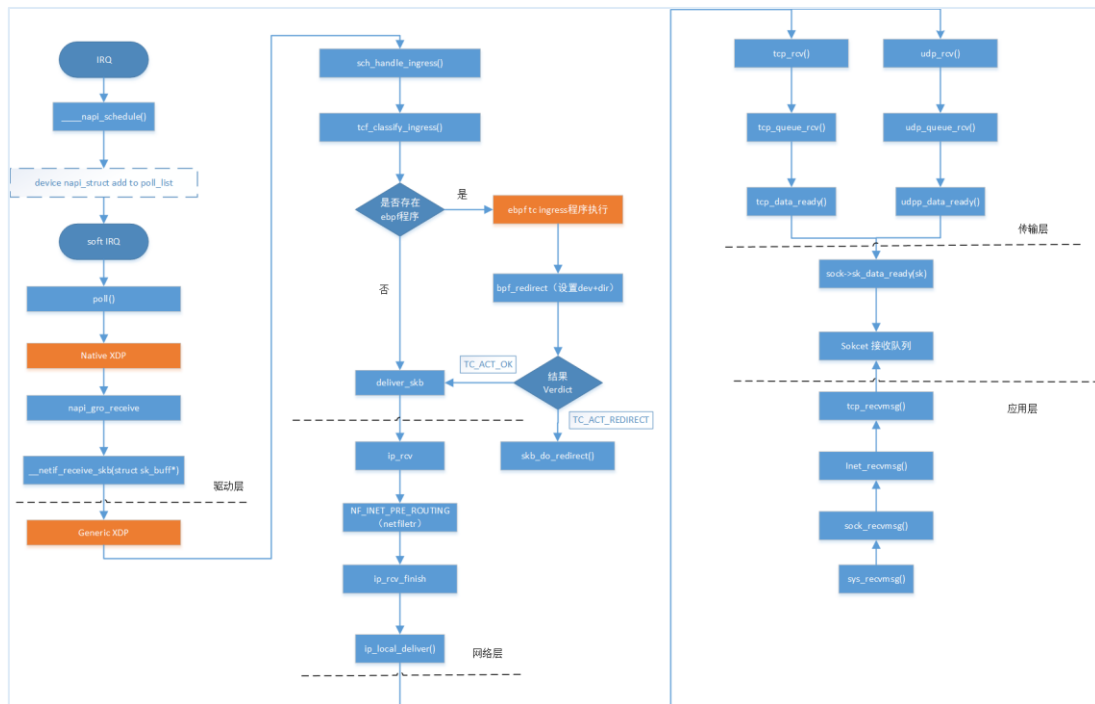 IRQ
____napi_schedule()
device napi_struct add to poll_list
soft IRQ
poll()
Native XDP
napi_gro_receive
__netif_receive_skb(struct sk_buff*)
驱动层
Generic XDP
sch_handle_ingress()
tcf_classify_ingress()
是否存在
ebpf程序
是
否
ebpf tc ingress程序执行
bpf_redirect（设置dev+dir）
结果
Verdict
TC_ACT_OK
TC_ACT_REDIRECT
deliver_skb
skb_do_redirect()
ip_rcv
NF_INET_PRE_ROUTING
（netfiletr）
ip_rcv_finish
ip_local_deliver()
网络层
tcp_rcv()
udp_rcv()
tcp_queue_rcv()
udp_queue_rcv()
tcp_data_ready()
udpp_data_ready()
传输层
sock->sk_data_ready(sk)
Sokcet 接收队列
应用层
tcp_recvmsg()
Inet_recvmsg()
sock_recvmsg()
sys_recvmsg()